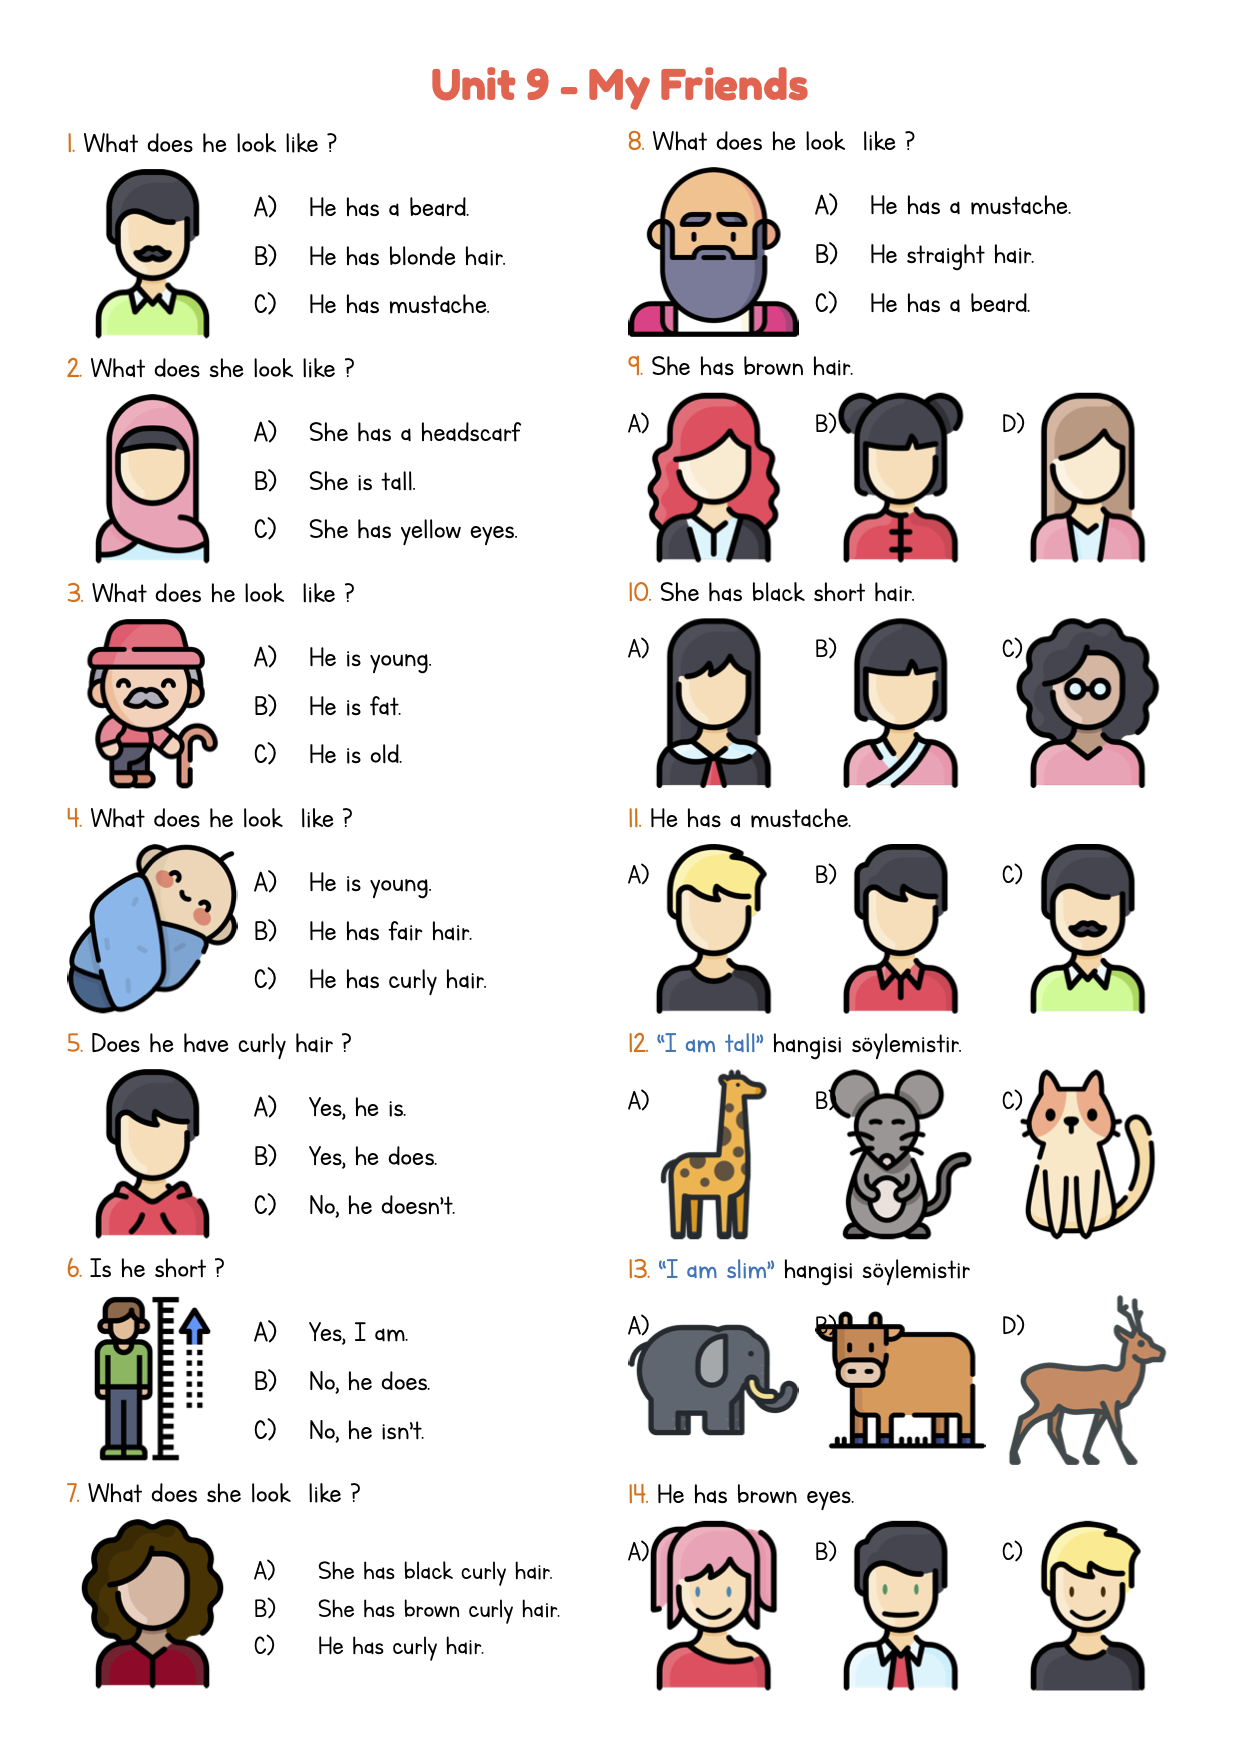 Unit 9 - My Friends
1. What does he look like ?
A) He has a beard.
B) He has blonde hair.
C) He has mustache.
2. What does she look like ?
A) She has a headscarf
B) She is tall.
C) She has yellow eyes.
3. What does he look like ?
A) He is young.
B) He is fat.
C) He is old.
4. What does he look like ?
A) He is young.
B) He has fair hair.
C) He has curly hair.
5. Does he have curly hair ?
A) Yes, he is.
B) Yes, he does.
C) No, he doesn't.
6. Is he short ?
A) Yes, I am.
B) No, he does.
C) No, he isn't.
7. What does she look like ?
A) She has black curly hair.
B) She has brown curly hair.
C) He has curly hair.
8. What does he look like ?
A) He has a mustache.
B) He straight hair.
C) He has a beard.
9. She has brown hair.
A) B) D)
10. She has black short hair.
A) B) C)
11. He has a mustache.
A) B) C)
12. “I am tall” hangisi söylemistir.
A) B) C)
13. “I am slim” hangisi söylemistir
A) B) D)
14. He has brown eyes.
A) B) C)